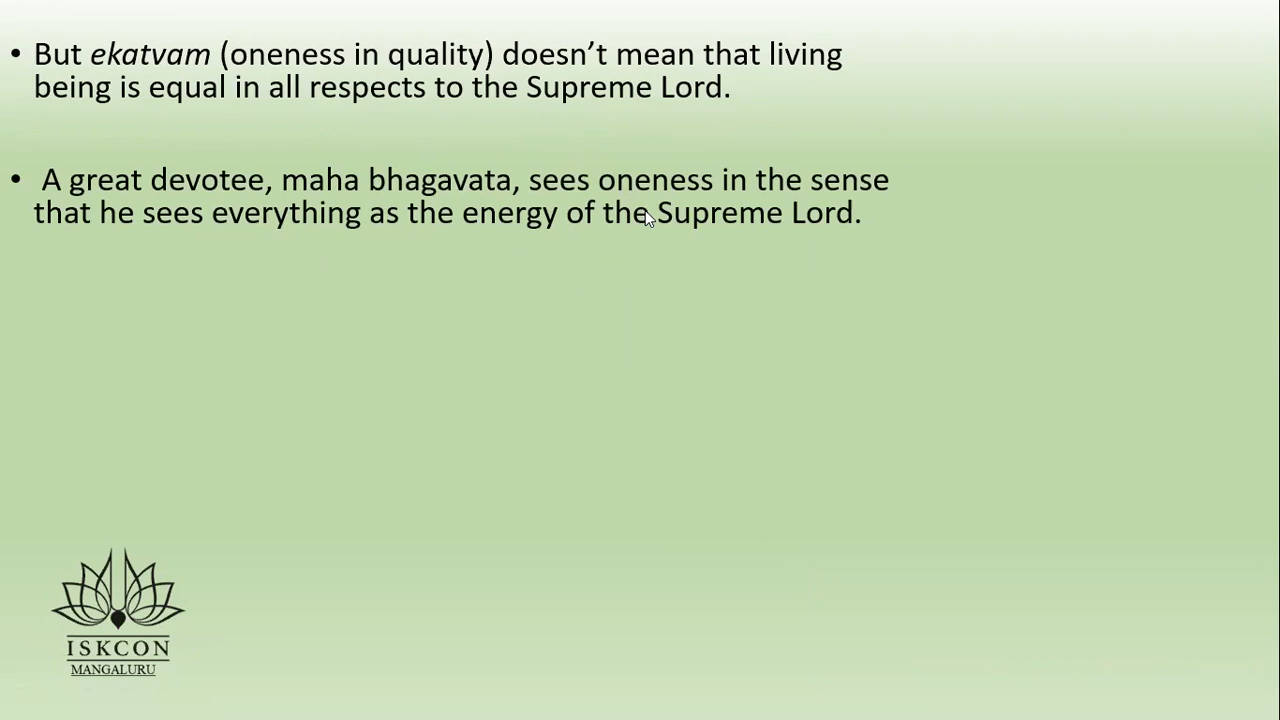 • But ekatvam (oneness in quality) doesn’t mean that living
being is equal in all respects to the Supreme Lord.
• A great devotee, maha bhagavata, sees oneness in the sense
that he sees everything as the energy of the Supreme Lord.
ISKCON
MANGALURU